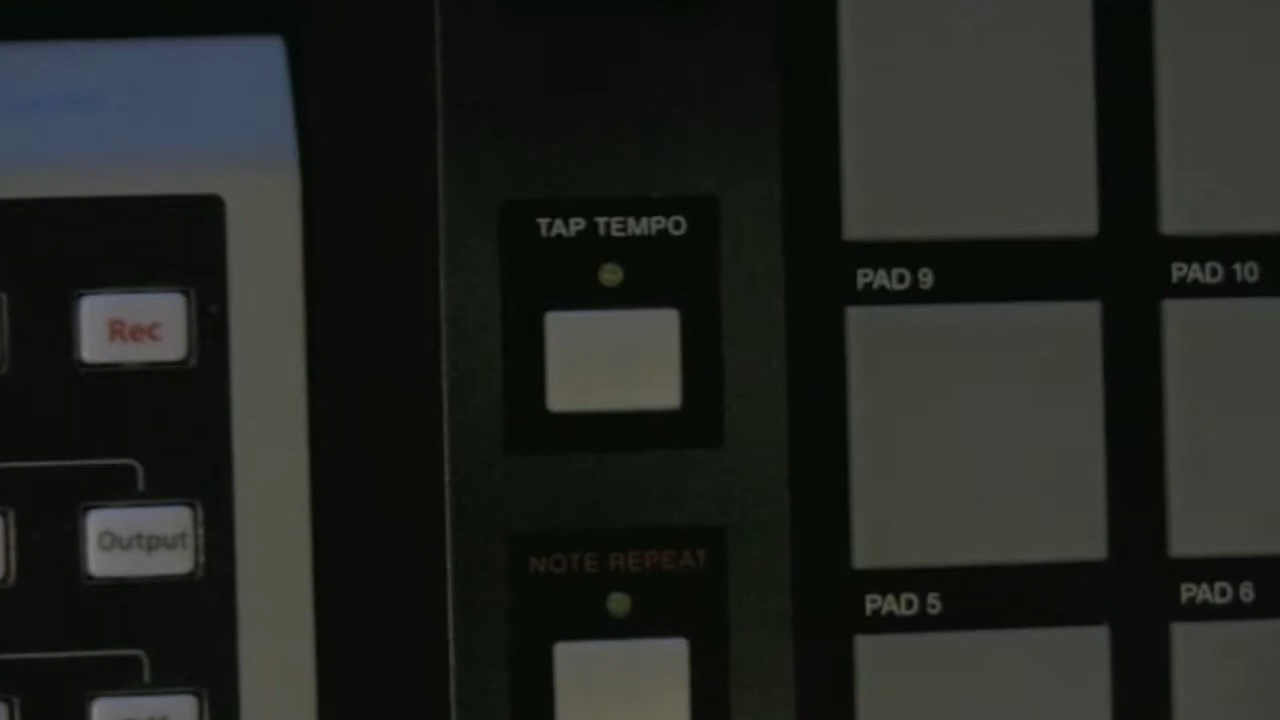 TAP TEMPO
PAD 9
PAD 10
Rec
Output
NOTE REPEAT
PAD 5
PAD 6